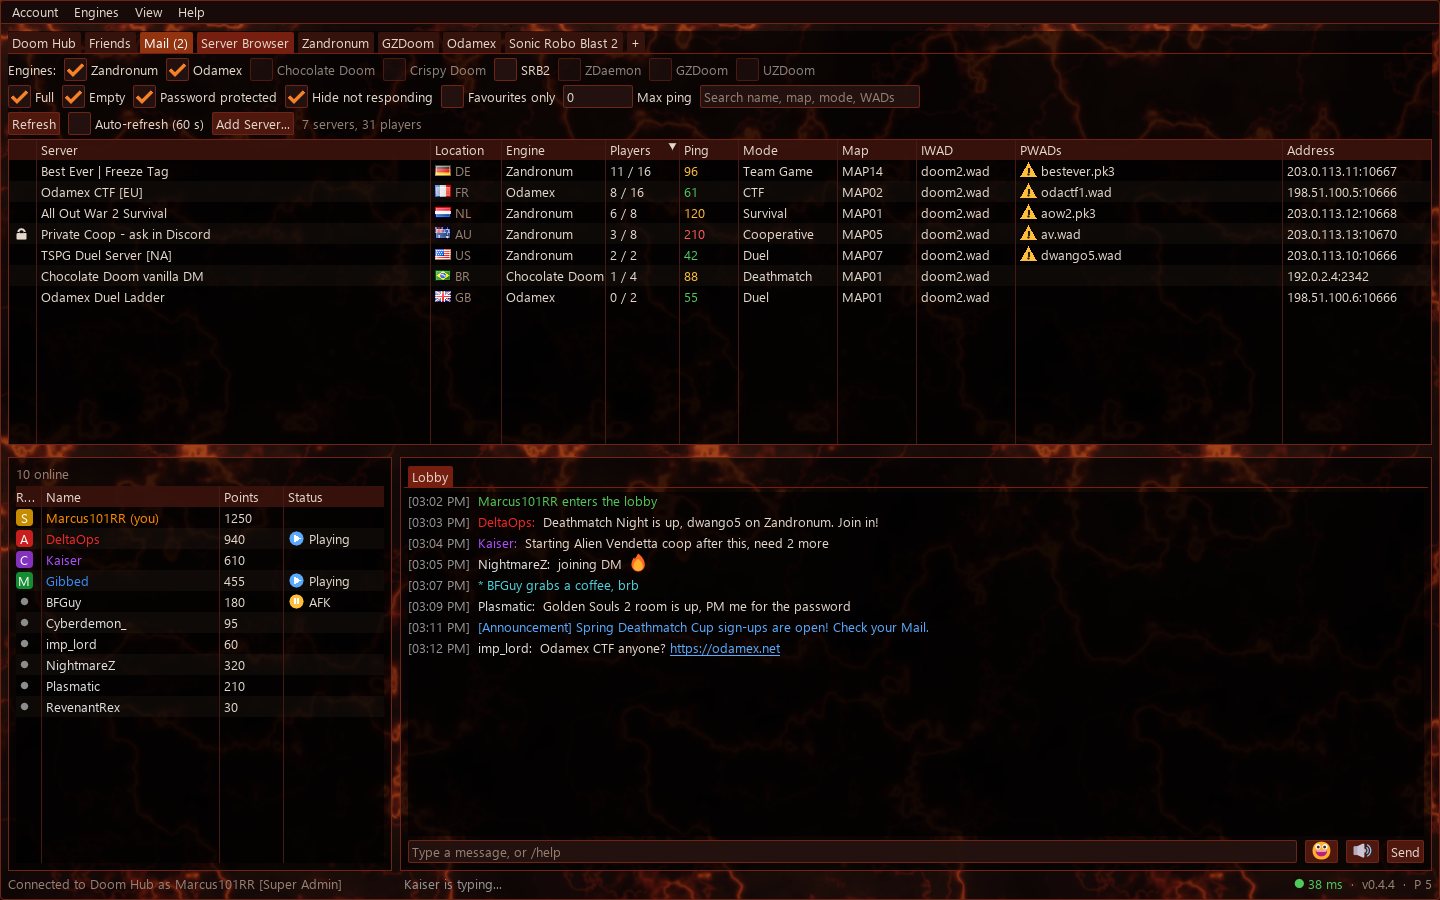 Account Engines View Help
Doom Hub Friends Mail (2) Server Browser Zandronum GZDoom Odamex Sonic Robo Blast 2 +
Engines: Zandronum Odamex Chocolate Doom Crispy Doom SRB2 ZDaemon GZDoom UZDoom
Full Empty Password protected Hide not responding Favourites only 0 Max ping Search name, map, mode, WADs
Refresh Auto-refresh (60 s) Add Server... 7 servers, 31 players
Server Location Engine Players Ping Mode Map IWAD PWADs Address
Best Ever | Freeze Tag DE Zandronum 11 / 16 96 Team Game MAP14 doom2.wad bestever.pk3 203.0.113.11:10667
Odamex CTF [EU] FR Odamex 8 / 16 61 CTF MAP02 doom2.wad odactf1.wad 198.51.100.5:10666
All Out War 2 Survival NL Zandronum 6 / 8 120 Survival MAP01 doom2.wad aow2.pk3 203.0.113.12:10668
Private Coop - ask in Discord AU Zandronum 3 / 8 210 Cooperative MAP05 doom2.wad av.wad 203.0.113.13:10670
TSPG Duel Server [NA] US Zandronum 2 / 2 42 Duel MAP07 doom2.wad dwango5.wad 203.0.113.10:10666
Chocolate Doom vanilla DM BR Chocolate Doom 1 / 4 88 Deathmatch MAP01 doom2.wad 192.0.2.4:2342
Odamex Duel Ladder GB Odamex 0 / 2 55 Duel MAP01 doom2.wad 198.51.100.6:10666
10 online
R... Name Points Status
S Marcus101RR (you) 1250
A DeltaOps 940 Playing
C Kaiser 610
M Gibbed 455 Playing
BFGuy 180 AFK
Cyberdemon_ 95
imp_lord 60
NightmareZ 320
Plasmatic 210
RevenantRex 30
Lobby
[03:02 PM] Marcus101RR enters the lobby
[03:03 PM] DeltaOps: Deathmatch Night is up, dwango5 on Zandronum. Join in!
[03:04 PM] Kaiser: Starting Alien Vendetta coop after this, need 2 more
[03:05 PM] NightmareZ: joining DM 🔥
[03:07 PM] * BFGuy grabs a coffee, brb
[03:09 PM] Plasmatic: Golden Souls 2 room is up, PM me for the password
[03:11 PM] [Announcement] Spring Deathmatch Cup sign-ups are open! Check your Mail.
[03:12 PM] imp_lord: Odamex CTF anyone? https://odamex.net
Type a message, or /help Send
Connected to Doom Hub as Marcus101RR [Super Admin] Kaiser is typing... 38 ms · v0.4.4 · P 5